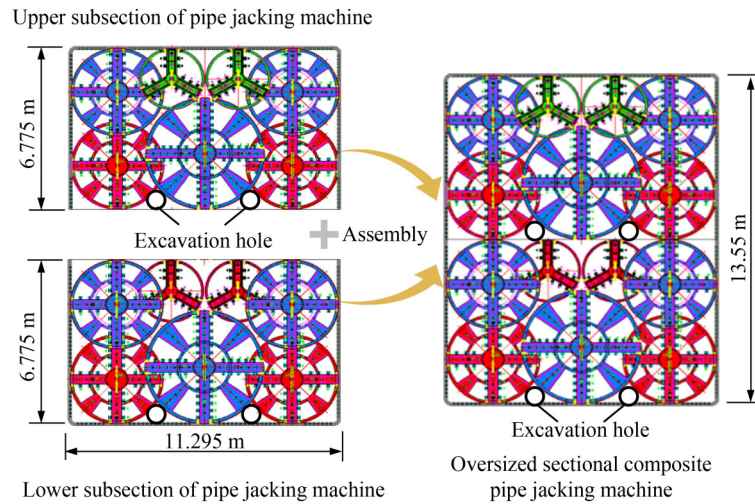 Upper subsection of pipe jacking machine
6.775 m
Excavation hole
Assembly
6.775 m
11.295 m
Lower subsection of pipe jacking machine
13.55 m
Excavation hole
Oversized sectional composite
pipe jacking machine